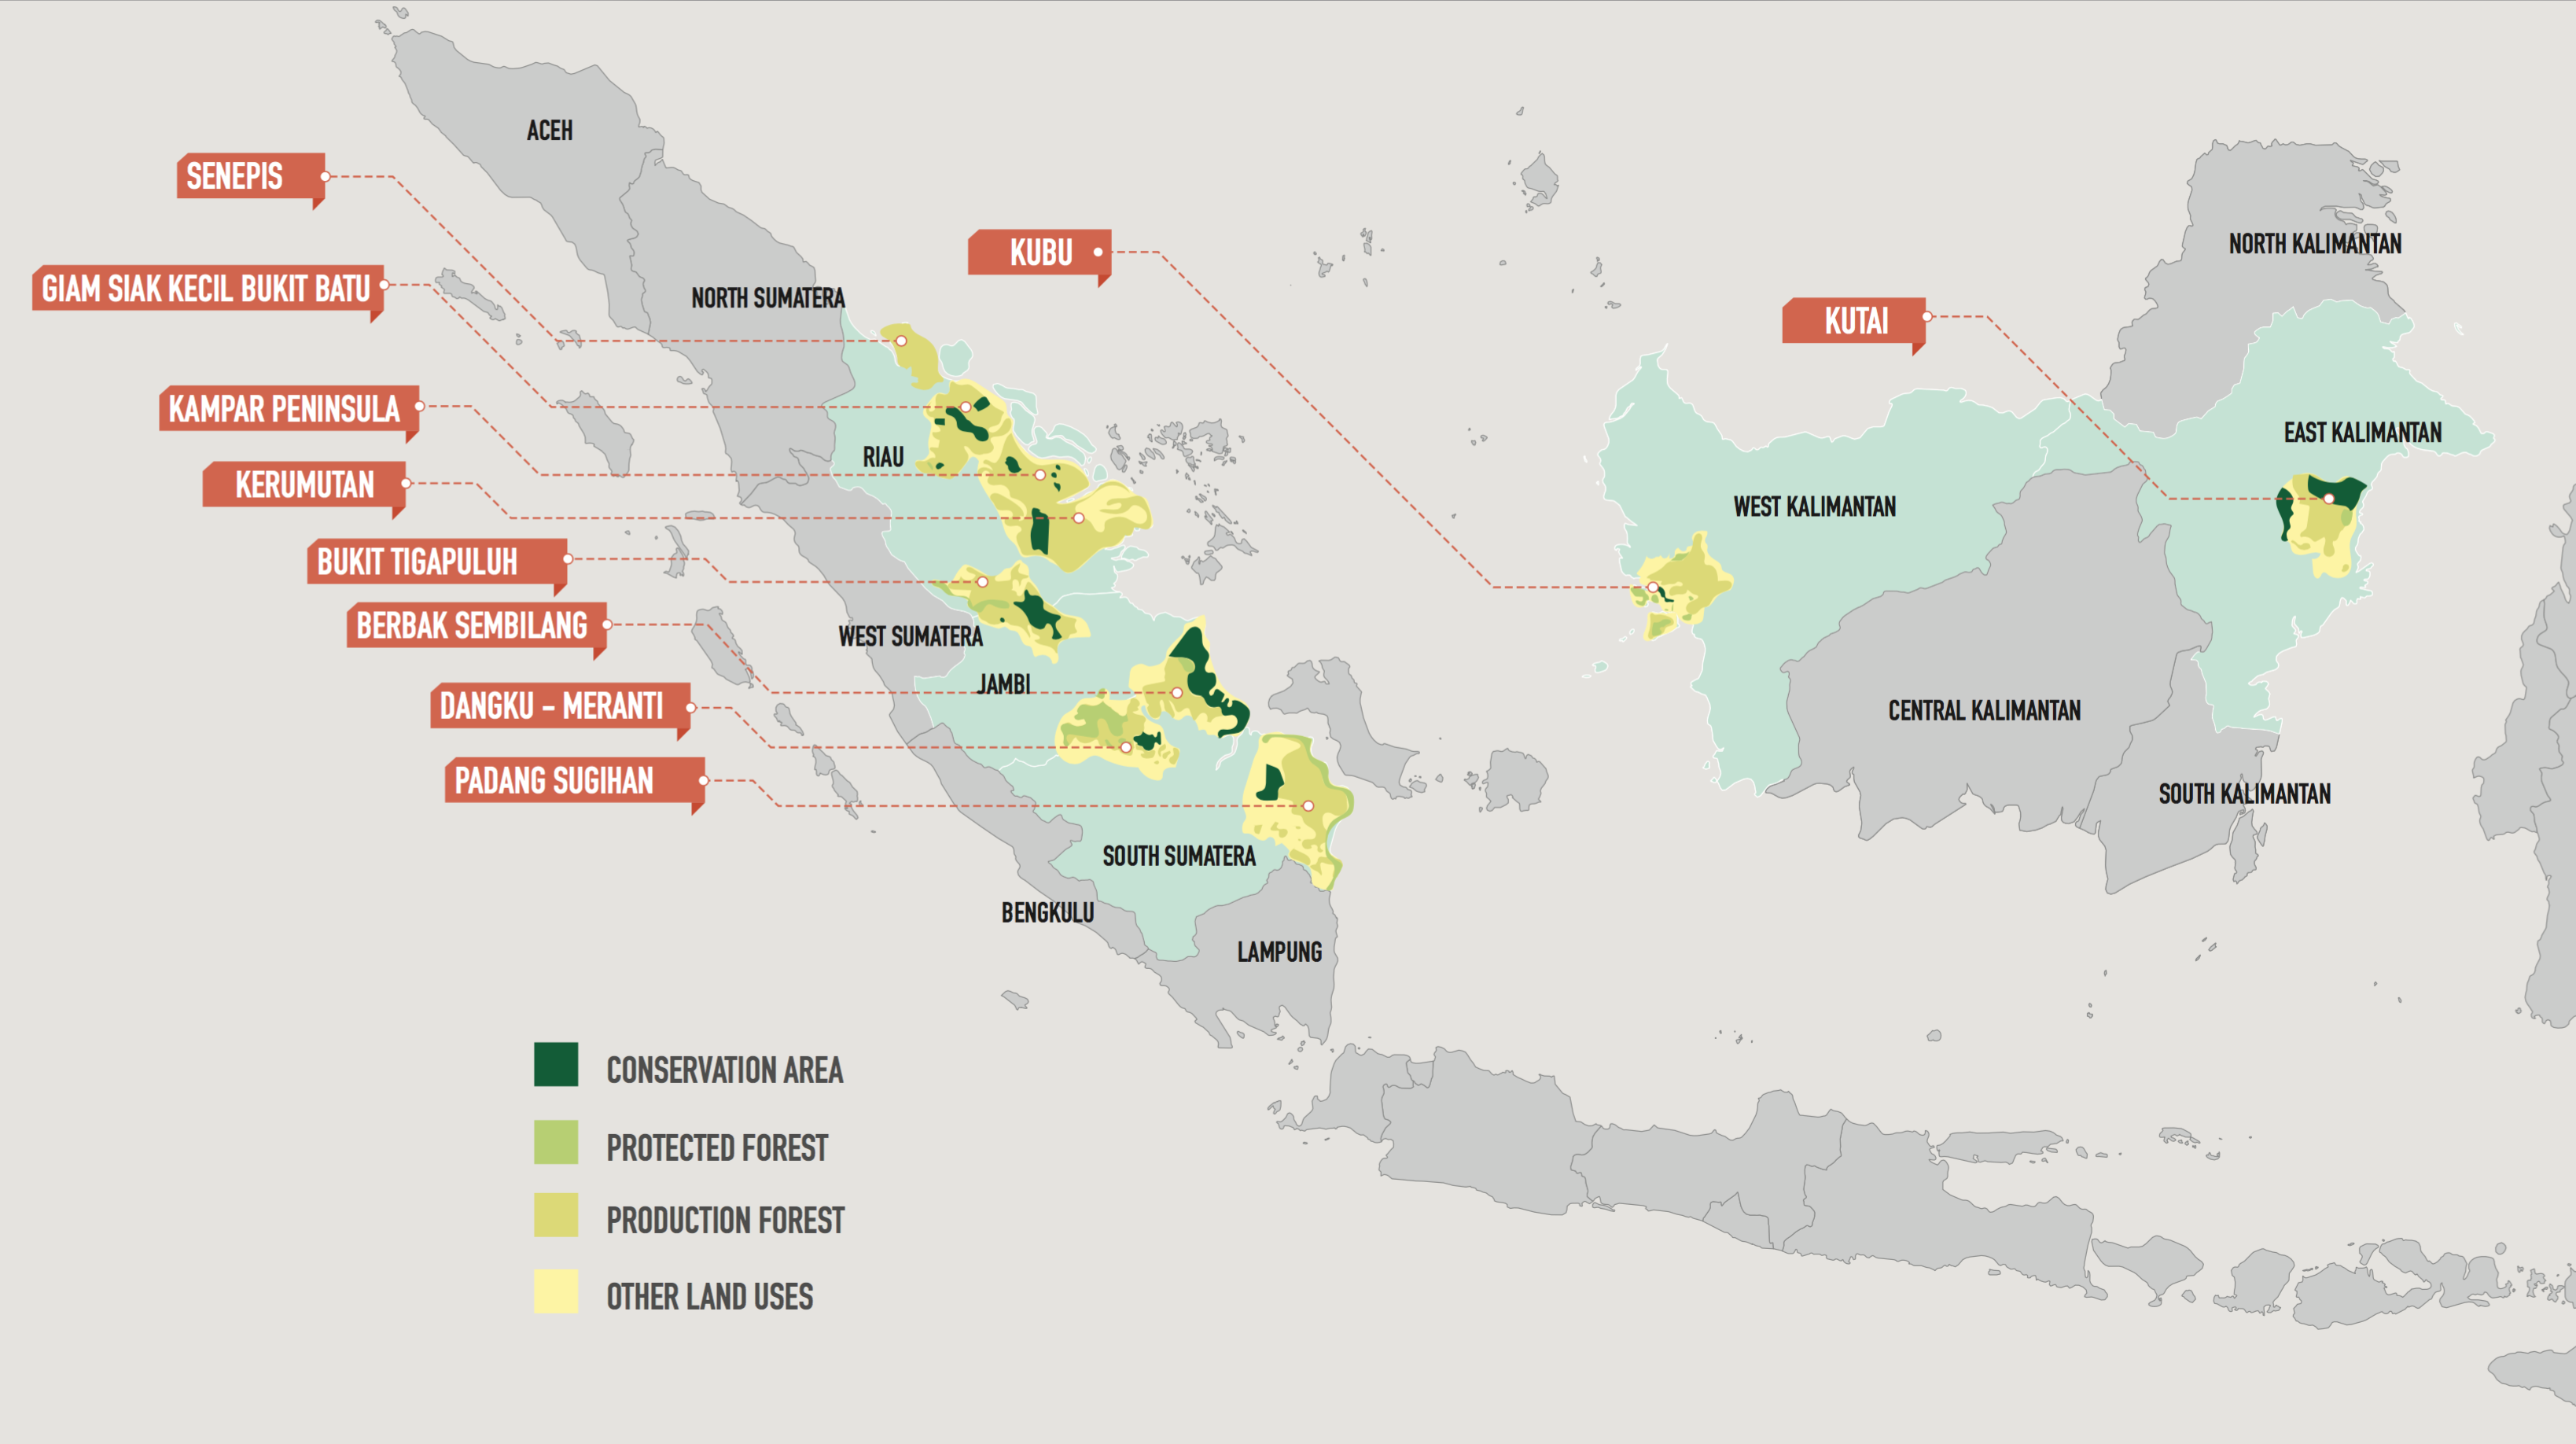 ACEH
SENEPIS
KUBU
NORTH KALIMANTAN
GIAM SIAK KECIL BUKIT BATU
NORTH SUMATERA
KUTAI
KAMPAR PENINSULA
EAST KALIMANTAN
RIAU
KERUMUTAN
WEST KALIMANTAN
BUKIT TIGAPULUH
BERBAK SEMBILANG
WEST SUMATERA
JAMBI
DANGKU - MERANTI
CENTRAL KALIMANTAN
PADANG SUGIHAN
SOUTH KALIMANTAN
SOUTH SUMATERA
BENGKULU
LAMPUNG
CONSERVATION AREA
PROTECTED FOREST
PRODUCTION FOREST
OTHER LAND USES